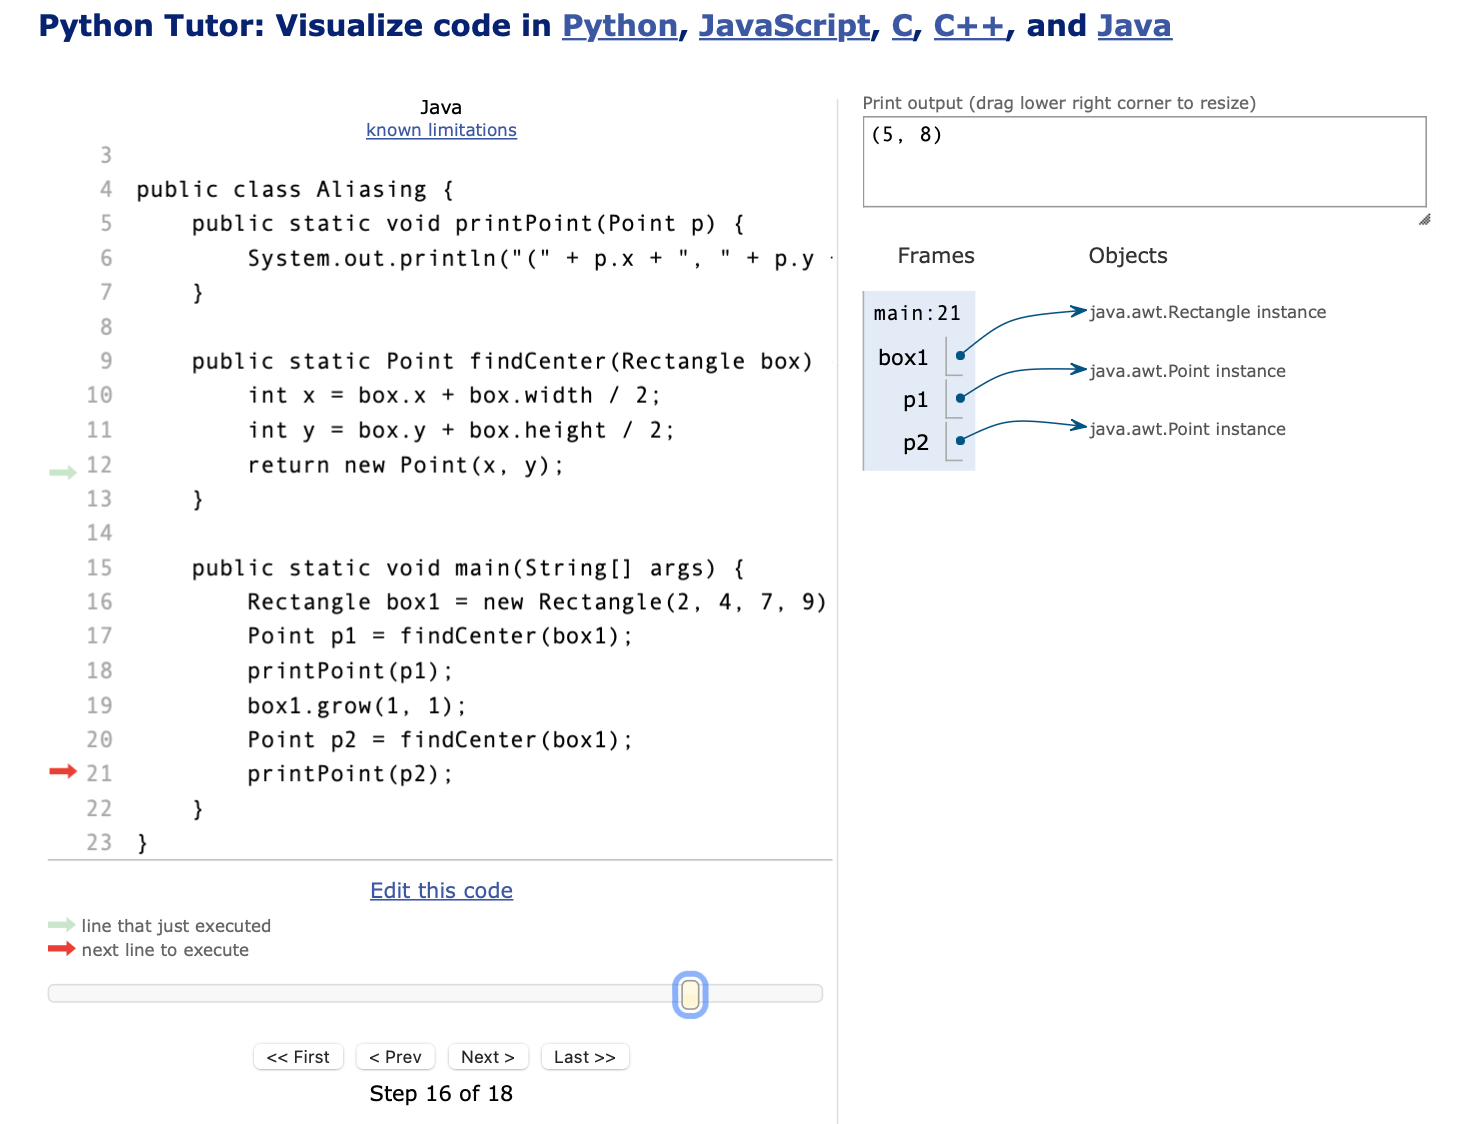 Python Tutor: Visualize code in Python, JavaScript, C, C++, and Java
Java
known limitations
3
4 public class Aliasing {
5     public static void printPoint(Point p) {
6         System.out.println("(" + p.x + ", " + p.y
7     }
8
9     public static Point findCenter(Rectangle box)
10         int x = box.x + box.width / 2;
11         int y = box.y + box.height / 2;
12         return new Point(x, y);
13     }
14
15     public static void main(String[] args) {
16         Rectangle box1 = new Rectangle(2, 4, 7, 9)
17         Point p1 = findCenter(box1);
18         printPoint(p1);
19         box1.grow(1, 1);
20         Point p2 = findCenter(box1);
21         printPoint(p2);
22     }
23 }
Edit this code
line that just executed
next line to execute
<< First < Prev Next > Last >>
Step 16 of 18
Print output (drag lower right corner to resize)
(5, 8)
Frames Objects
main:21
box1
p1
p2
java.awt.Rectangle instance
java.awt.Point instance
java.awt.Point instance